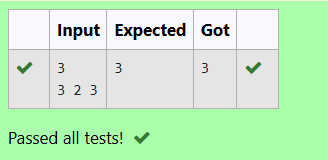 Input Expected Got
3 3 3
3 2 3
Passed all tests!